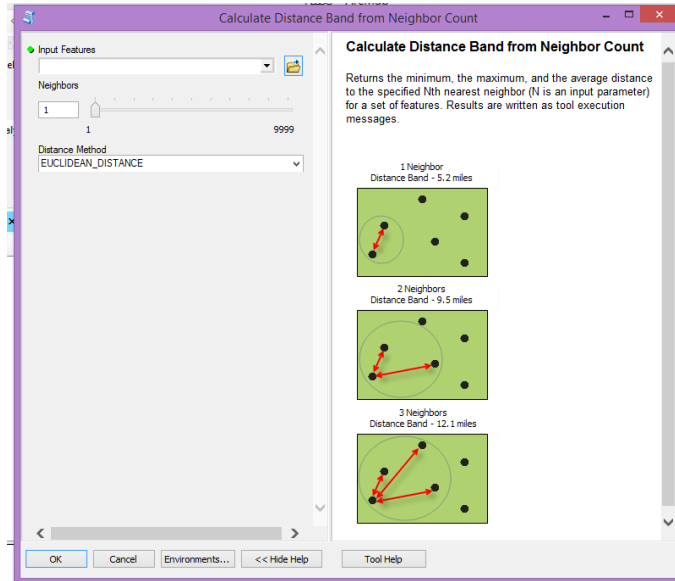 Calculate Distance Band from Neighbor Count
Input Features
Neighbors
1
1 9999
Distance Method
EUCLIDEAN_DISTANCE
OK Cancel Environments... << Hide Help Tool Help
Calculate Distance Band from Neighbor Count
Returns the minimum, the maximum, and the average distance
to the specified Nth nearest neighbor (N is an input parameter)
for a set of features. Results are written as tool execution
messages.
1 Neighbor
Distance Band - 5.2 miles
2 Neighbors
Distance Band - 9.5 miles
3 Neighbors
Distance Band - 12.1 miles